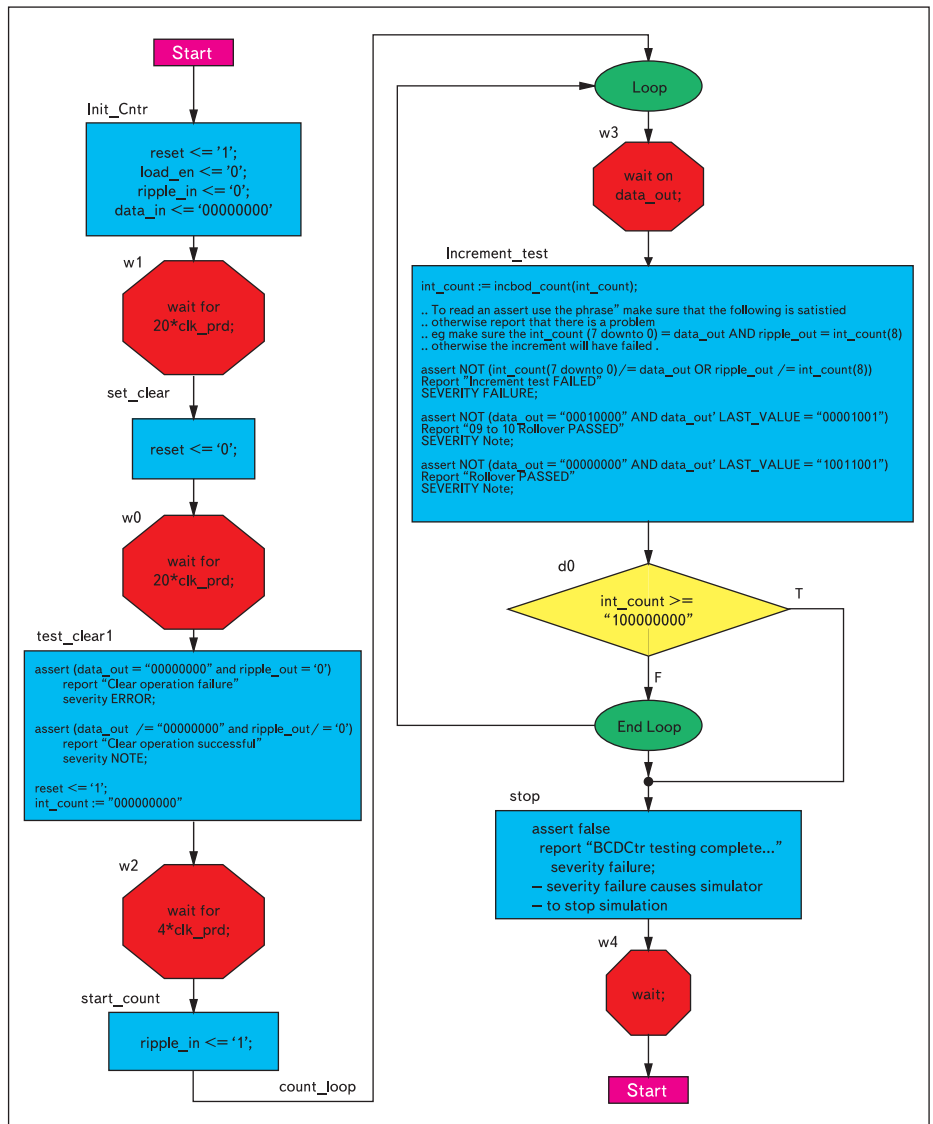 Start
Init_Cntr
reset <= '1';
load_en <= '0';
ripple_in <= '0';
data_in <= ‘00000000’
w1
wait for
20*clk_prd;
set_clear
reset <= ‘0’;
w0
wait for
20*clk_prd;
test_clear1
assert (data_out = “00000000” and ripple_out = ‘0’)
report “Clear operation failure”
severity ERROR;
assert (data_out /= “00000000” and ripple_out/ = ‘0’)
report “Clear operation successful”
severity NOTE;
reset <= ‘1’;
int_count := ”000000000”
w2
wait for
4*clk_prd;
start_count
ripple_in <= ‘1’;
count_loop
Loop
w3
wait on
data_out;
Increment_test
int_count := incbod_count(int_count);
.. To read an assert use the phrase” make sure that the following is satistied
.. otherwise report that there is a problem
.. eg make sure the int_count (7 downto 0) = data_out AND ripple_out = int_count(8)
.. otherwise the increment will have failed .
assert NOT (int_count(7 downto 0)/= data_out OR ripple_out /= int_count(8))
Report ”Increment test FAILED”
SEVERITY FAILURE;
assert NOT (data_out = “00010000” AND data_out’ LAST_VALUE = “00001001”)
Report “09 to 10 Rollover PASSED”
SEVERITY Note;
assert NOT (data_out = “00000000” AND data_out’ LAST_VALUE = “10011001”)
Report “Rollover PASSED”
SEVERITY Note;
d0
int_count >=
“100000000”
T
F
End Loop
stop
assert false
report “BCDCtr testing complete...”
severity failure;
– severity failure causes simulator
– to stop simulation
w4
wait;
Start